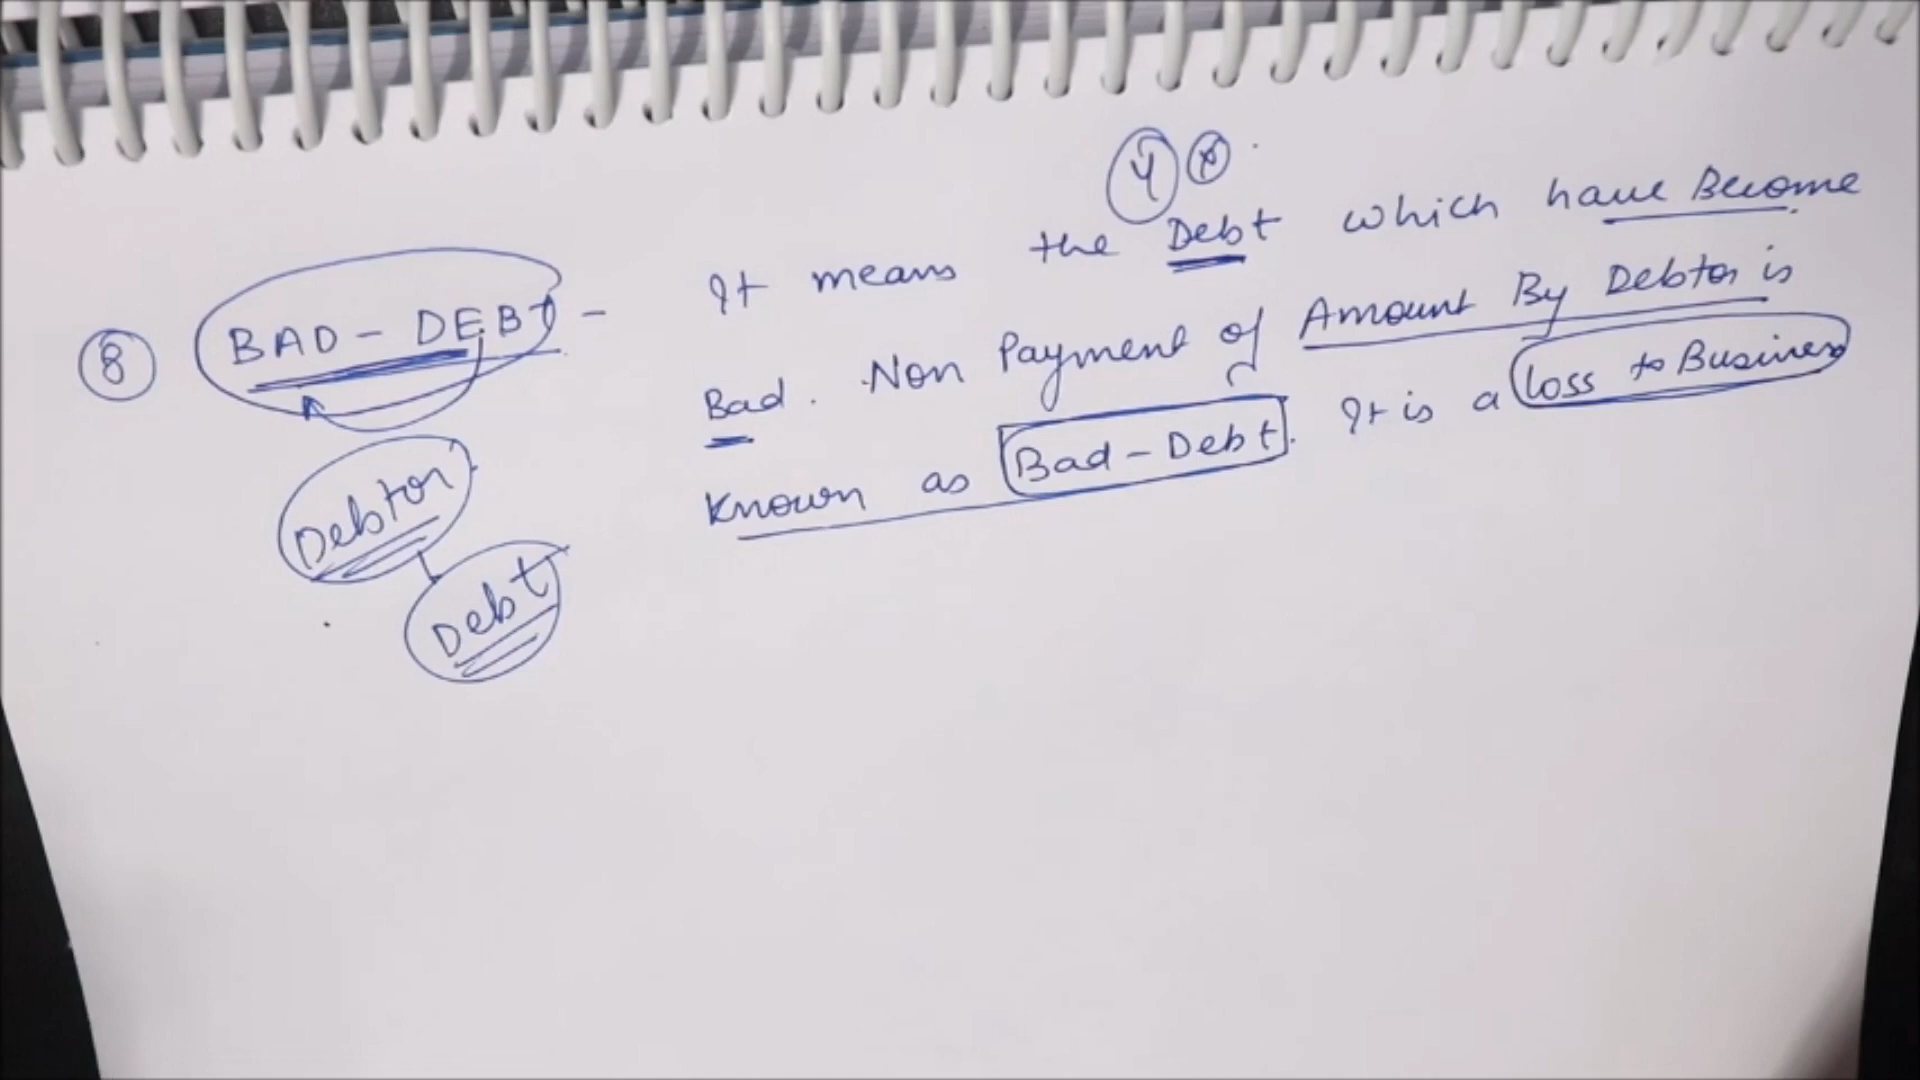 4
8 BAD - DEBT - It means the Debt which have Become
Bad. Non Payment of Amount By Debtor is
Known as Bad - Debt. It is a loss to Business
Debtor
Debt